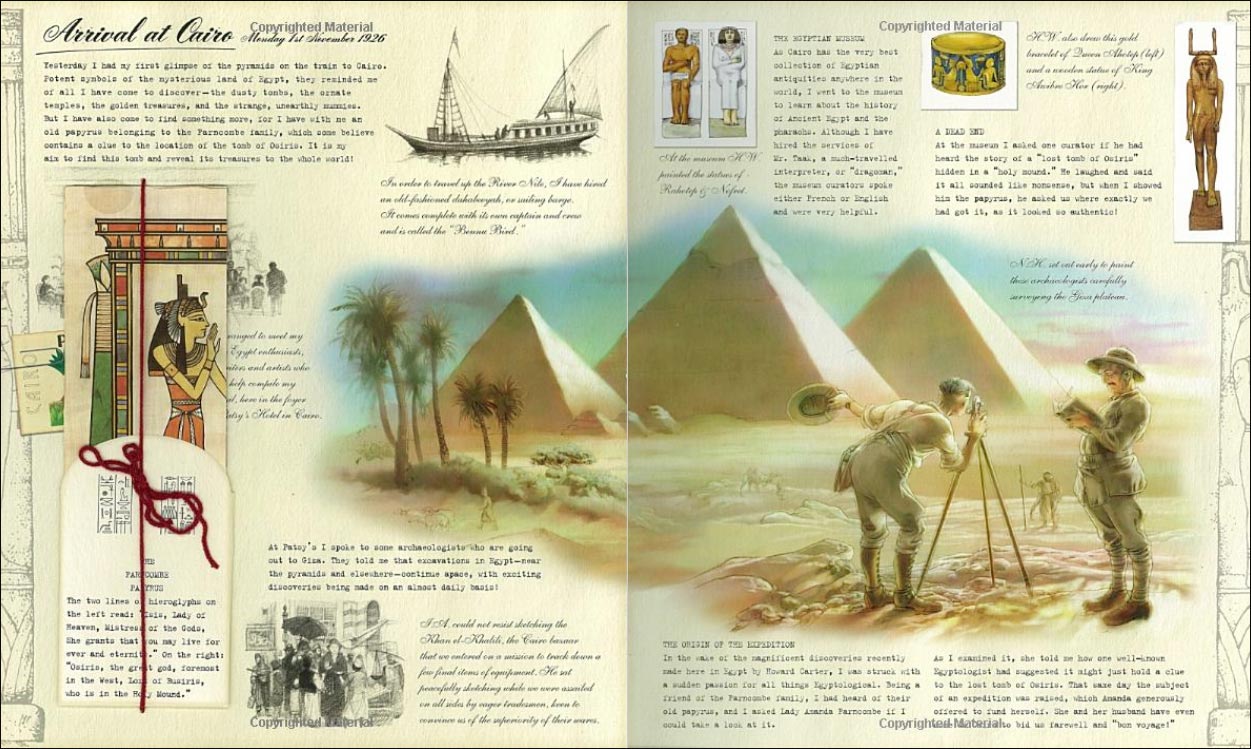 Arrival at Cairo Monday 1st November 1926
Copyrighted Material
Yesterday I had my first glimpse of the pyramids on the train to Cairo.
Potent symbols of the mysterious land of Egypt, they reminded me
of all I have come to discover—the dusty tombs, the ornate
temples, the golden treasures, and the strange, unearthly mummies.
But I have also come to find something more, for I have with me an
old papyrus belonging to the Farncombe family, which some believe
contains a clue to the location of the tomb of Osiris. It is my
aim to find this tomb and reveal its treasures to the whole world!
In order to travel up the River Nile, I have hired
an old-fashioned dahabeeyah, or sailing barge.
It comes complete with its own captain and crew
and is called the "Bennu Bird."
CAIRO
anged to meet my
Egypt enthusiasts,
and artists who
help compile my
here in the foyer
atsy's Hotel in Cairo.
THE
FARNCOMBE
PAPYRUS
The two lines of hieroglyphs on
the left read: "Isis, Lady of
Heaven, Mistress of the Gods,
She grants that you may live for
ever and eternity." On the right:
"Osiris, the great god, foremost
in the West, Lord of Busiris,
who is in the Holy Mound."
At Patsy's I spoke to some archaeologists who are going
out to Giza. They told me that excavations in Egypt—near
the pyramids and elsewhere—continue apace, with exciting
discoveries being made on an almost daily basis!
I.A. could not resist sketching the
Khan el-Khalili, the Cairo bazaar
that we entered on a mission to track down a
few final items of equipment. He sat
peacefully sketching while we were assailed
on all sides by eager tradesmen, keen to
convince us of the superiority of their wares.
Copyrighted Material
Copyrighted Material
At the museum H.W.
painted the statues of
Rahotep & Nofret.
THE EGYPTIAN MUSEUM
As Cairo has the very best
collection of Egyptian
antiquities anywhere in the
world, I went to the museum
to learn about the history
of Ancient Egypt and the
pharaohs. Although I have
hired the services of
Mr. Taak, a much-travelled
interpreter, or "dragoman,"
the museum curators spoke
either French or English
and were very helpful.
H.W. also drew this gold
bracelet of Queen Ahotep (left)
and a wooden statue of King
Awibre Hor (right).
A DEAD END
At the museum I asked one curator if he had
heard the story of a "lost tomb of Osiris"
hidden in a "holy mound." He laughed and said
it all sounded like nonsense, but when I showed
him the papyrus, he asked us where exactly we
had got it, as it looked so authentic!
N.H. set out early to paint
these archaeologists carefully
surveying the Giza plateau.
THE ORIGIN OF THE EXPEDITION
In the wake of the magnificent discoveries recently
made here in Egypt by Howard Carter, I was struck with
a sudden passion for all things Egyptological. Being a
friend of the Farncombe family, I had heard of their
old papyrus, and I asked Lady Amanda Farncombe if I
could take a look at it.
As I examined it, she told me how one well-known
Egyptologist had suggested it might just hold a clue
to the lost tomb of Osiris. That same day the subject
of an expedition was raised, which Amanda generously
offered to fund herself. She and her husband have even
to bid us farewell and "bon voyage!"
Copyrighted Material